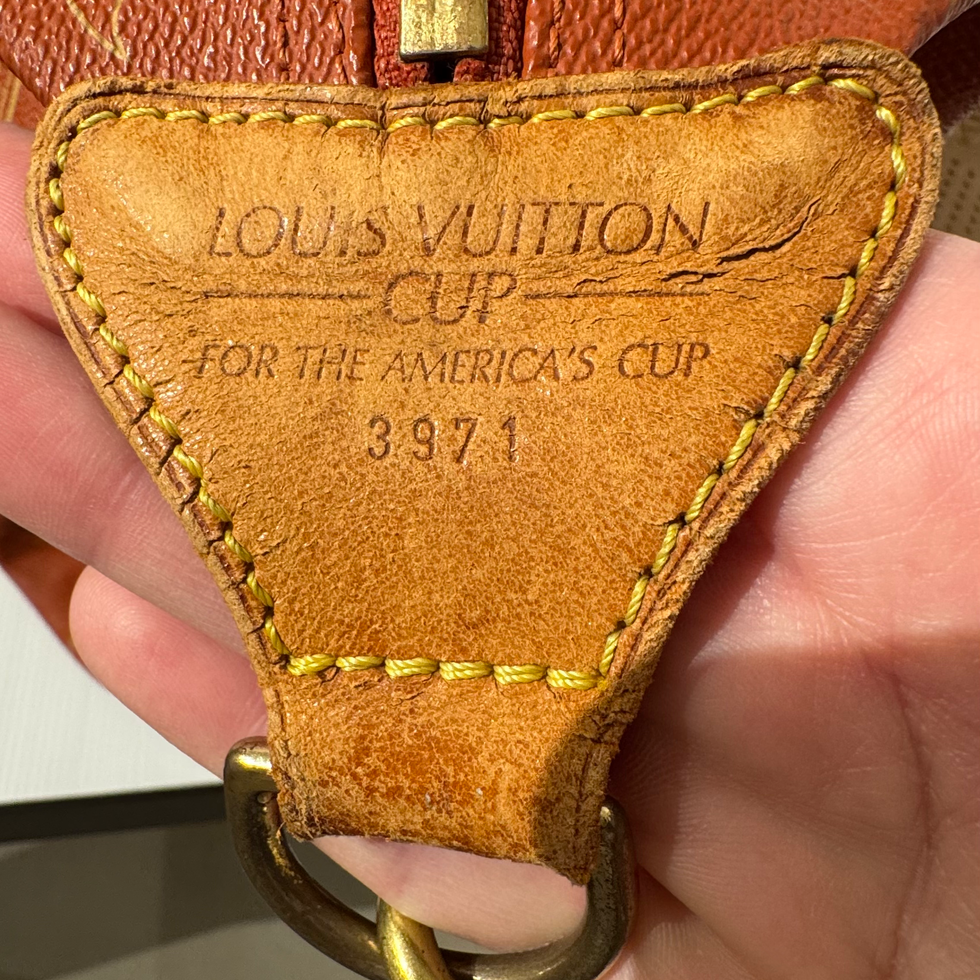 LOUIS VUITTON
CUP
FOR THE AMERICA'S CUP
3971